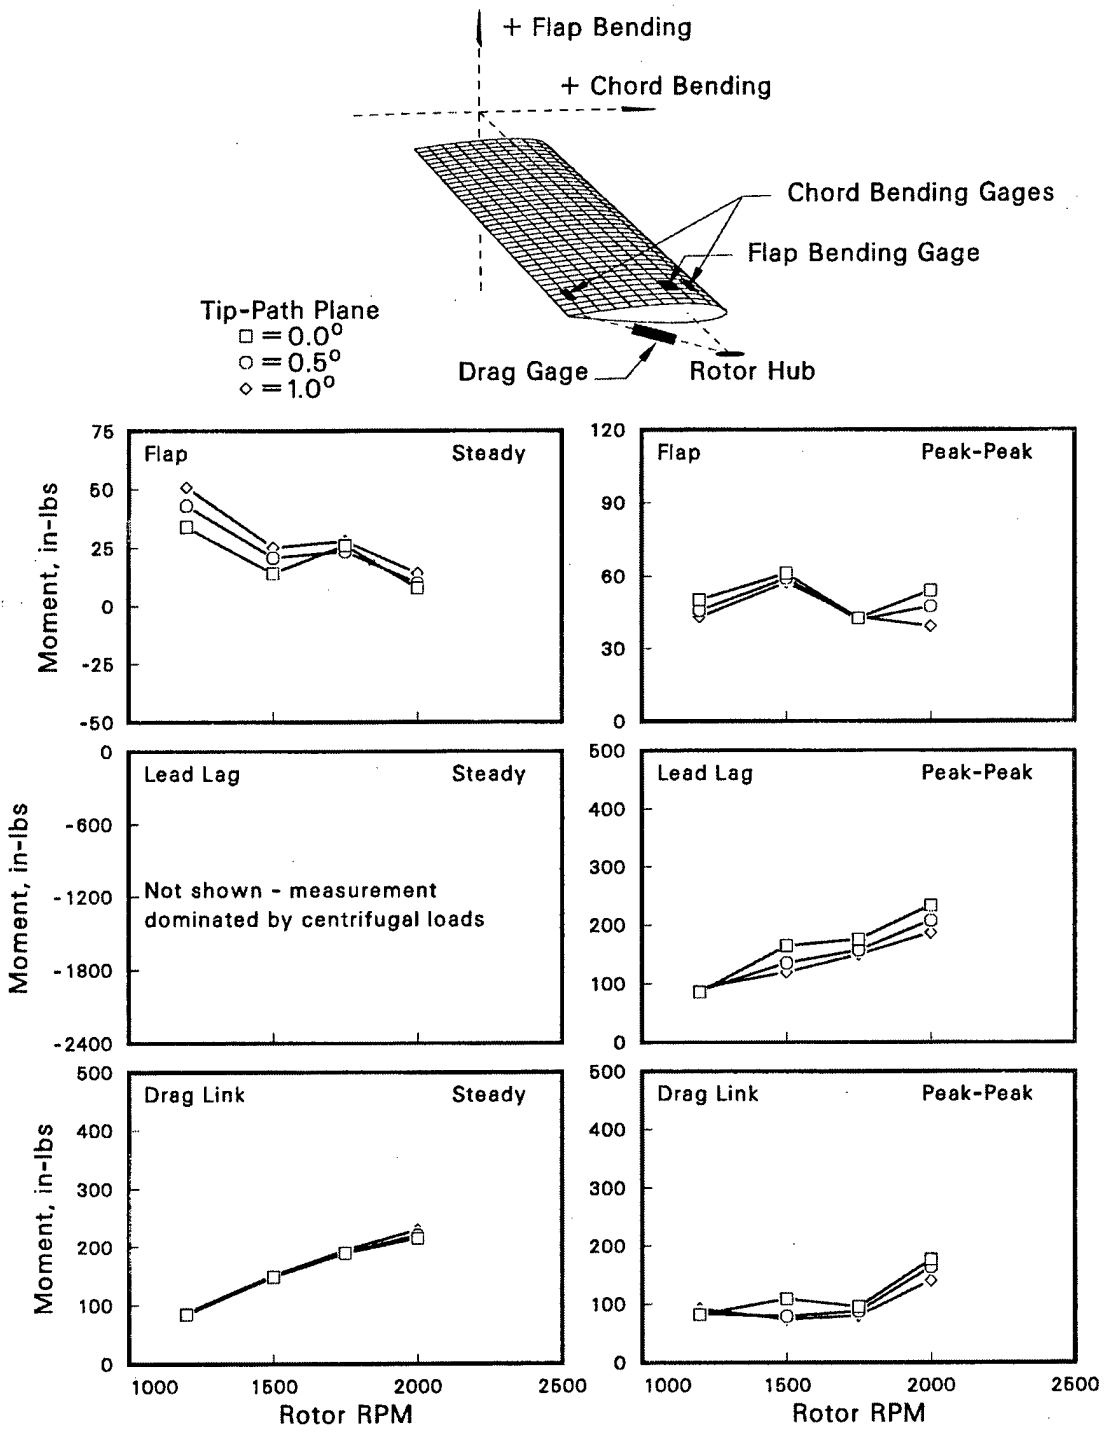 + Flap Bending
+ Chord Bending
Chord Bending Gages
Flap Bending Gage
Tip-Path Plane
□ = 0.0°
○ = 0.5°
◇ = 1.0°
Drag Gage
Rotor Hub
Moment, in-lbs
75
50
25
0
-25
-50
Flap
Steady
120
90
60
30
0
Flap
Peak-Peak
Moment, in-lbs
0
-600
-1200
-1800
-2400
Lead Lag
Steady
Not shown - measurement
dominated by centrifugal loads
500
400
300
200
100
0
Lead Lag
Peak-Peak
Moment, in-lbs
500
400
300
200
100
0
Drag Link
Steady
1000
1500
2000
2500
Rotor RPM
500
400
300
200
100
0
Drag Link
Peak-Peak
1000
1500
2000
2500
Rotor RPM